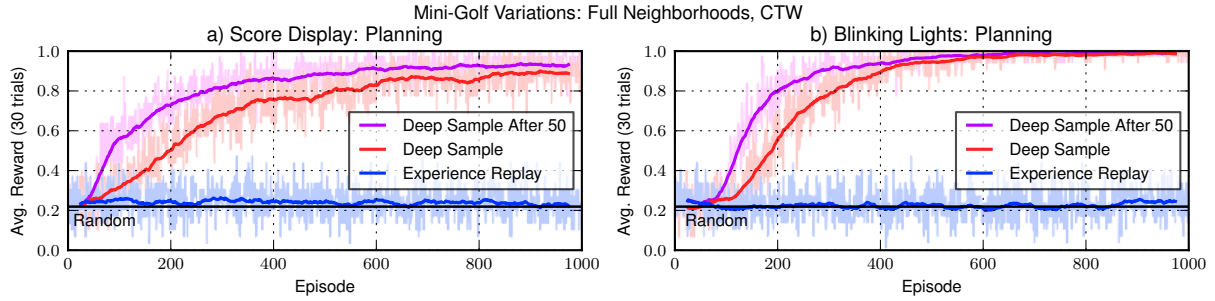 Mini-Golf Variations: Full Neighborhoods, CTW
a) Score Display: Planning
Avg. Reward (30 trials)
1.0
0.8
0.6
0.4
0.2
0.0
Deep Sample After 50
Deep Sample
Experience Replay
Random
0
200
400
600
800
1000
Episode
b) Blinking Lights: Planning
Avg. Reward (30 trials)
1.0
0.8
0.6
0.4
0.2
0.0
Deep Sample After 50
Deep Sample
Experience Replay
Random
0
200
400
600
800
1000
Episode